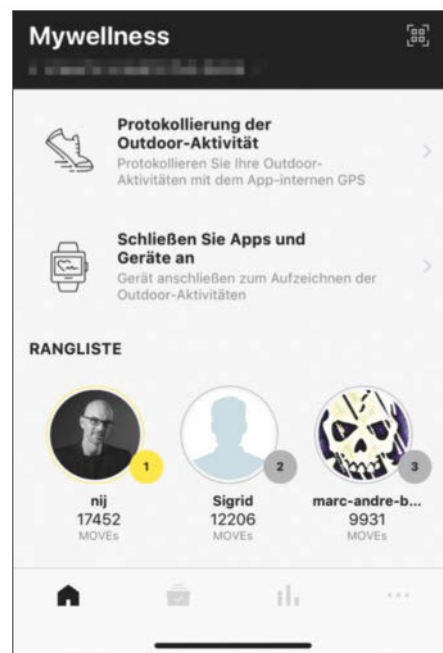 Mywellness
Protokollierung der
Outdoor-Aktivität
Protokollieren Sie Ihre Outdoor-
Aktivitäten mit dem App-internen GPS
Schließen Sie Apps und
Geräte an
Gerät anschließen zum Aufzeichnen der
Outdoor-Aktivitäten
RANGLISTE
1
2
3
nij
Sigrid
marc-andre-b...
17452
12206
9931
MOVEs
MOVEs
MOVEs